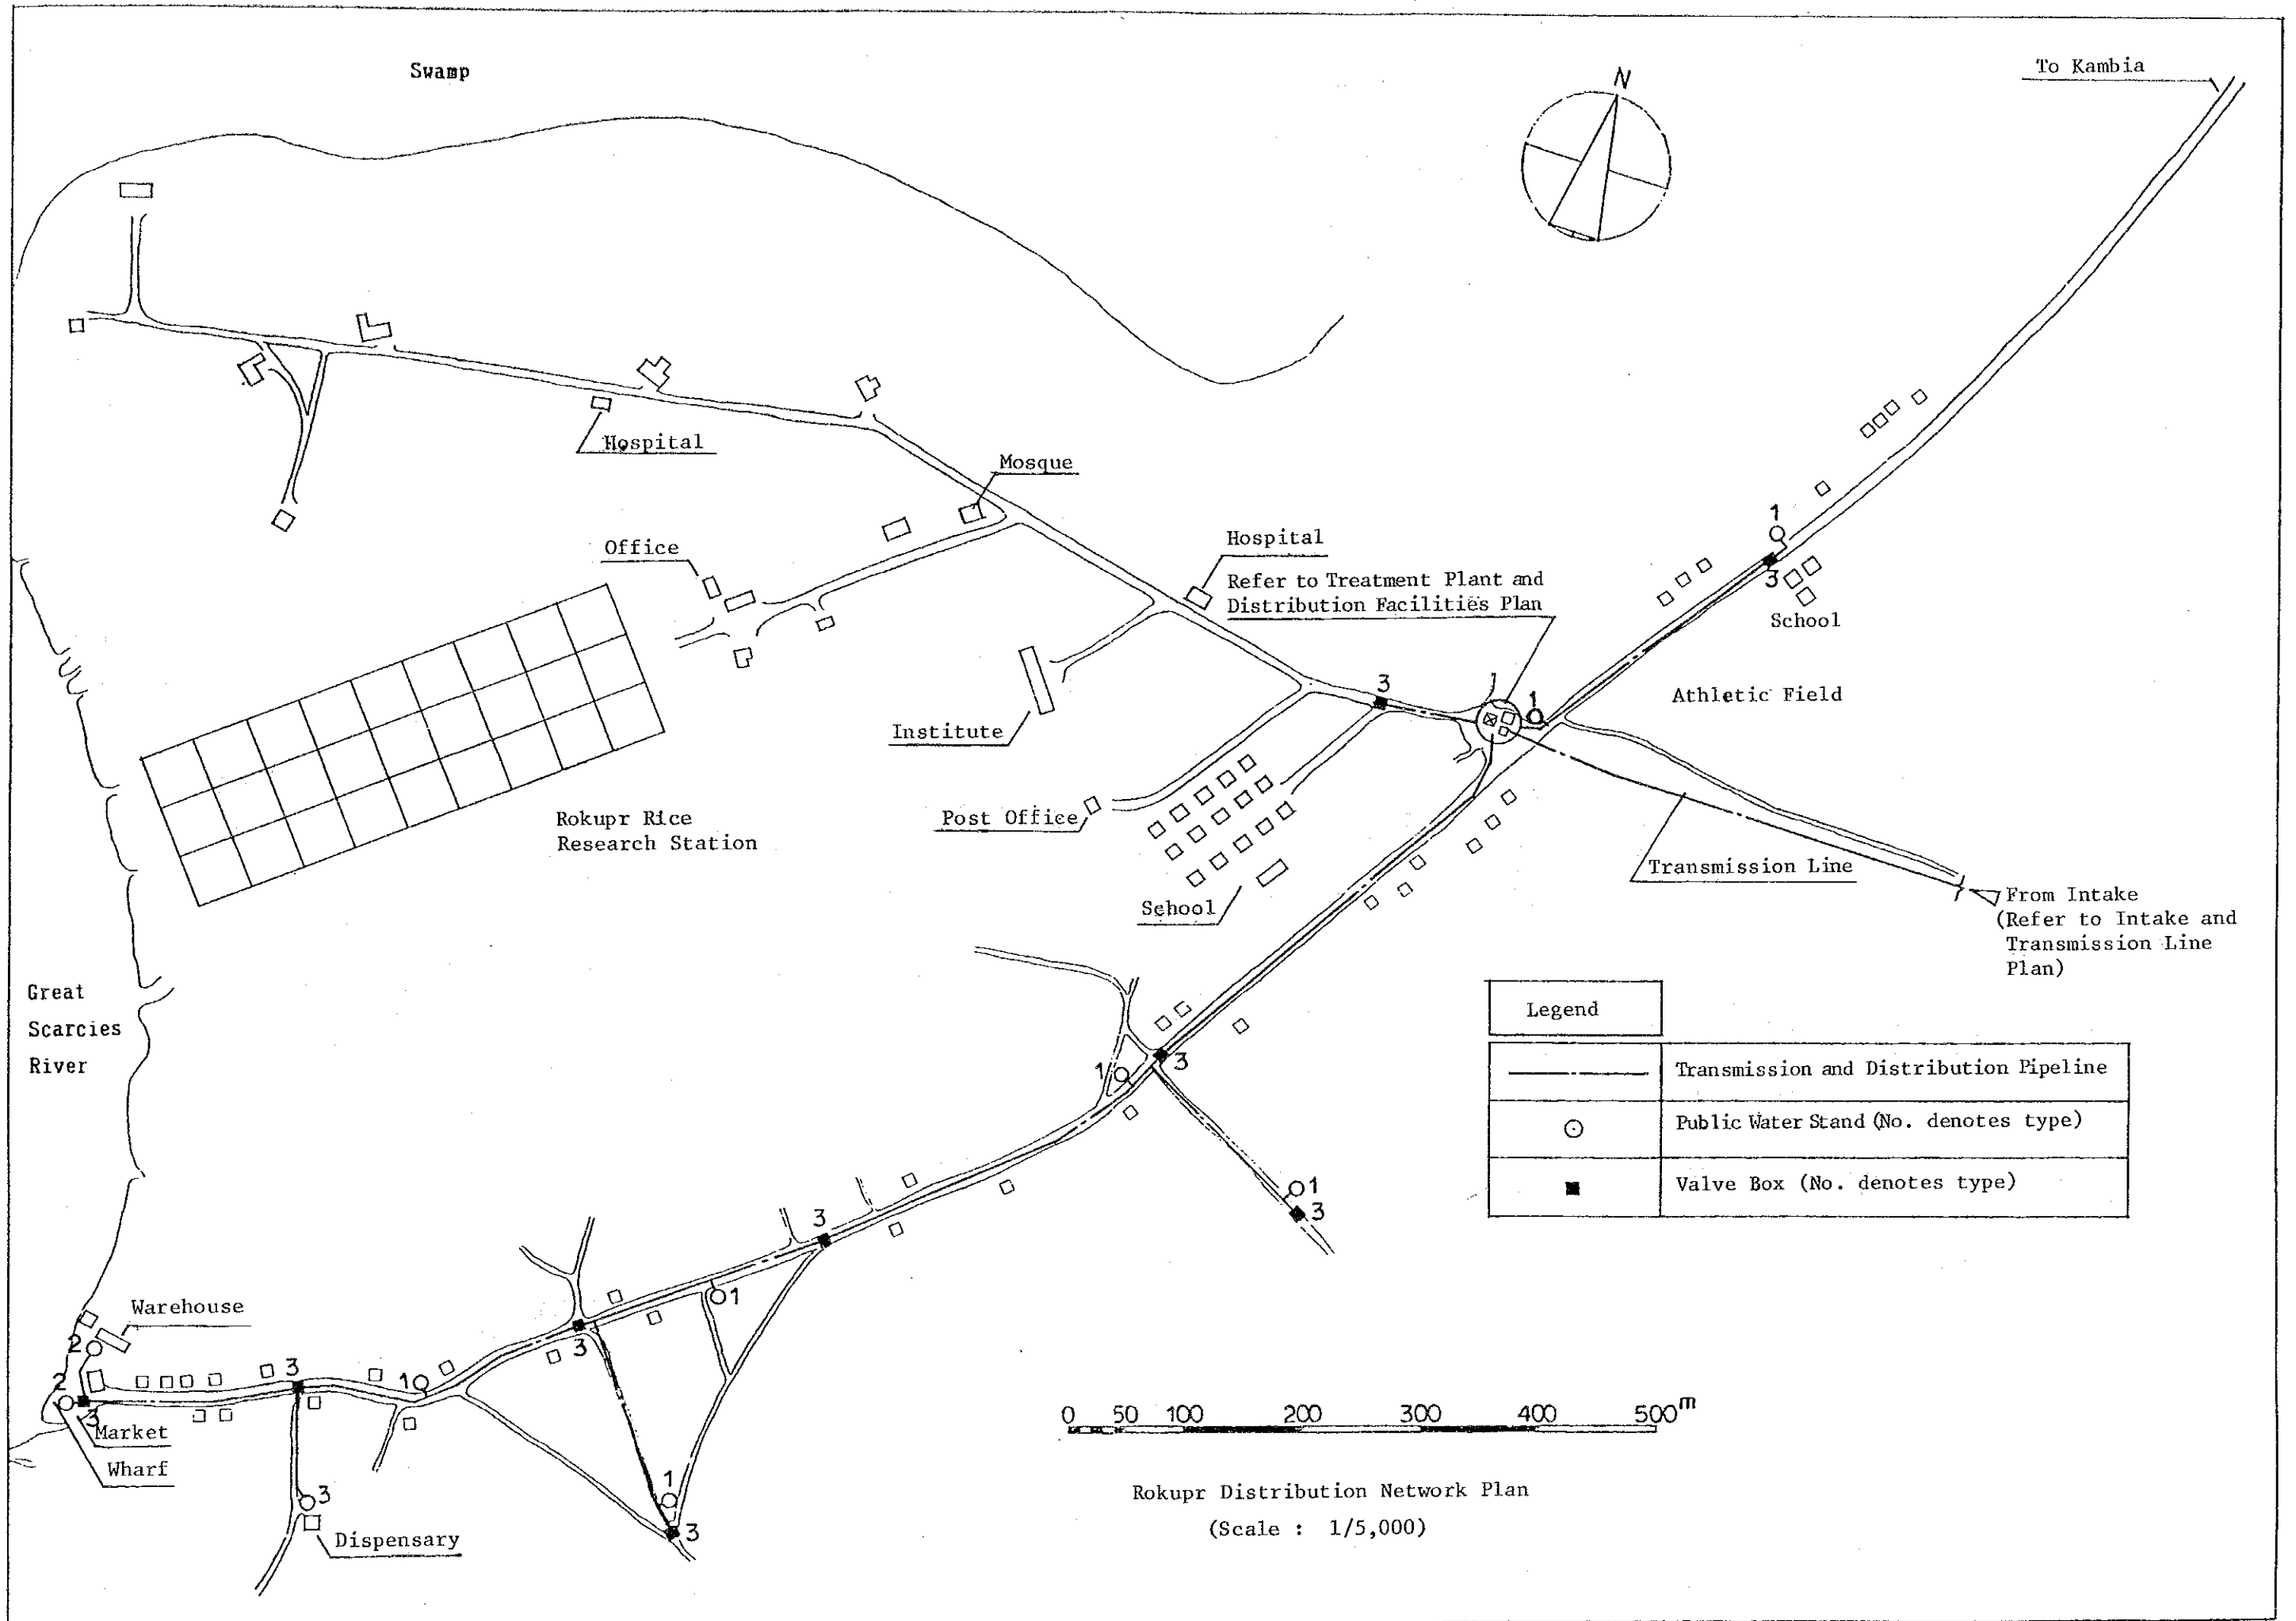 Swamp
N
To Kambia
Hospital
Mosque
1
3
School
Office
Hospital
Refer to Treatment Plant and
Distribution Facilities Plan
3
1
Athletic Field
Institute
Post Office
Rokupr Rice
Research Station
School
Transmission Line
From Intake
(Refer to Intake and
Transmission Line
Plan)
Great
Scarcies
River
1
3
1
3
3
1
3
Warehouse
2
2
3
Market
Wharf
3
1
3
Dispensary
1
3
Legend
Transmission and Distribution Pipeline
Public Water Stand (No. denotes type)
Valve Box (No. denotes type)
0 50 100 200 300 400 500m
Rokupr Distribution Network Plan
(Scale : 1/5,000)